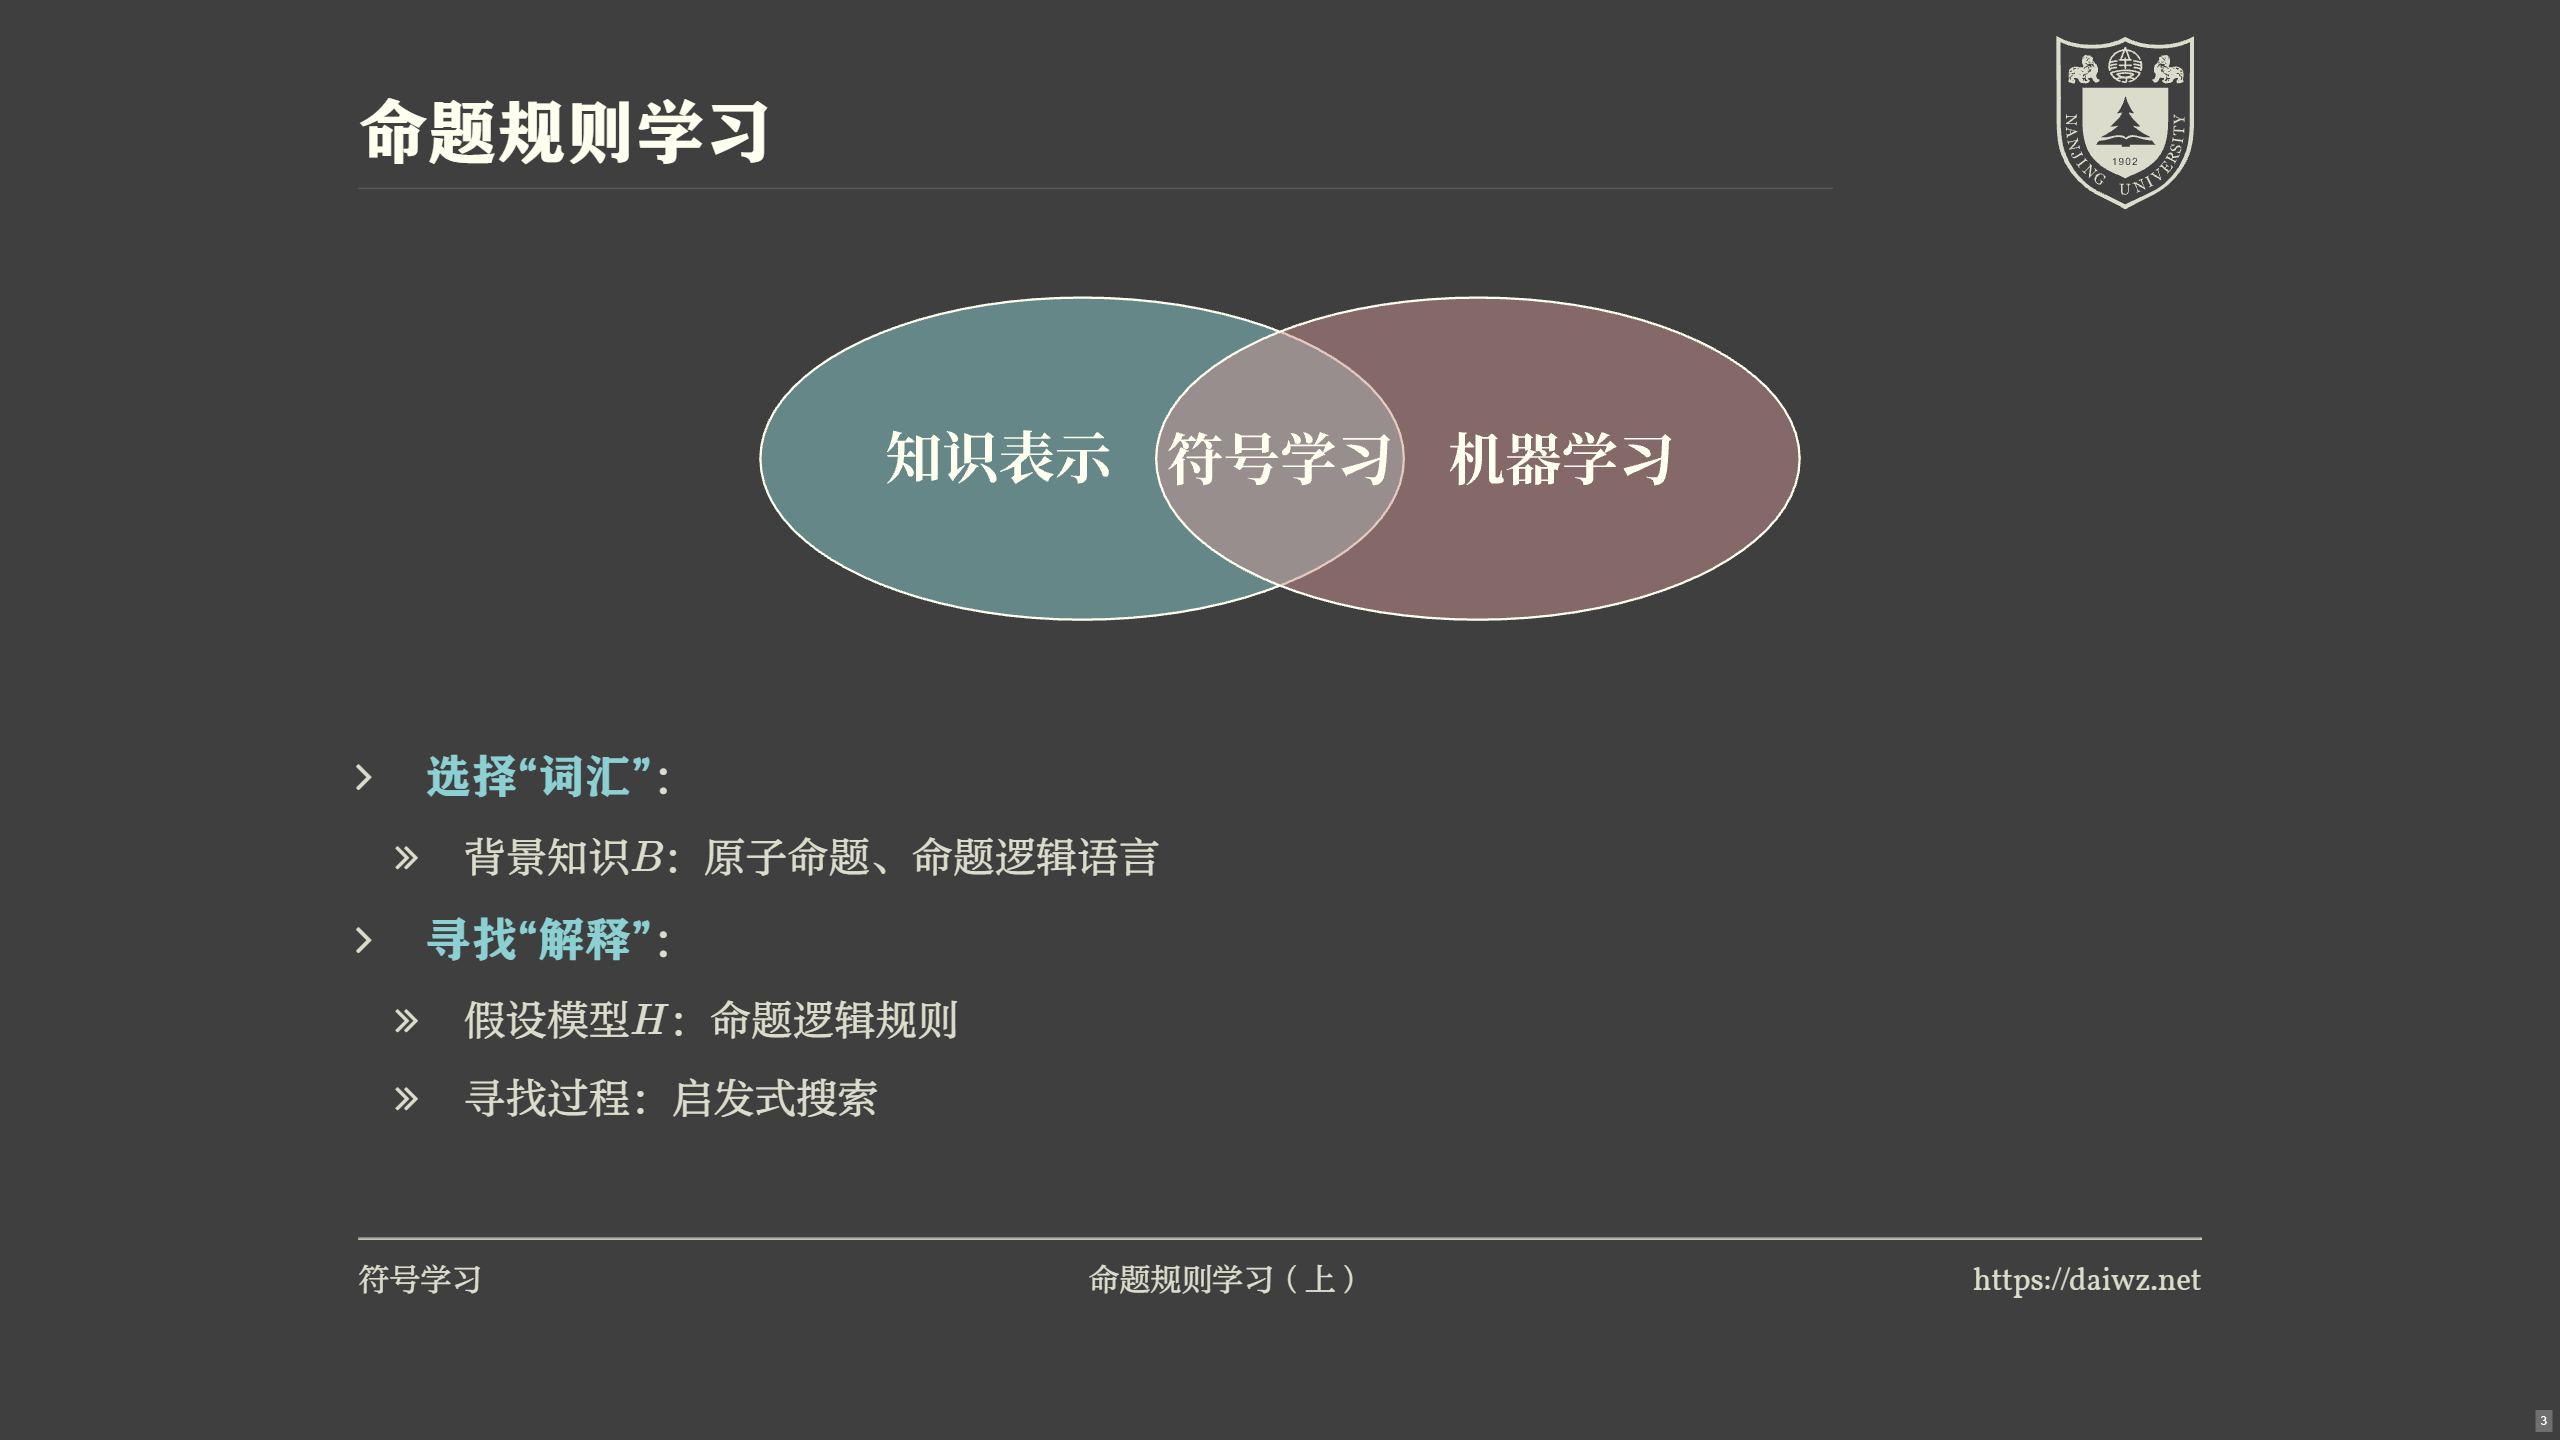 命题规则学习
NANJING UNIVERSITY
1902
知识表示
符号学习
机器学习
选择“词汇”：
背景知识B：原子命题、命题逻辑语言
寻找“解释”：
假设模型H：命题逻辑规则
寻找过程：启发式搜索
符号学习
命题规则学习（上）
https://daiwz.net
3